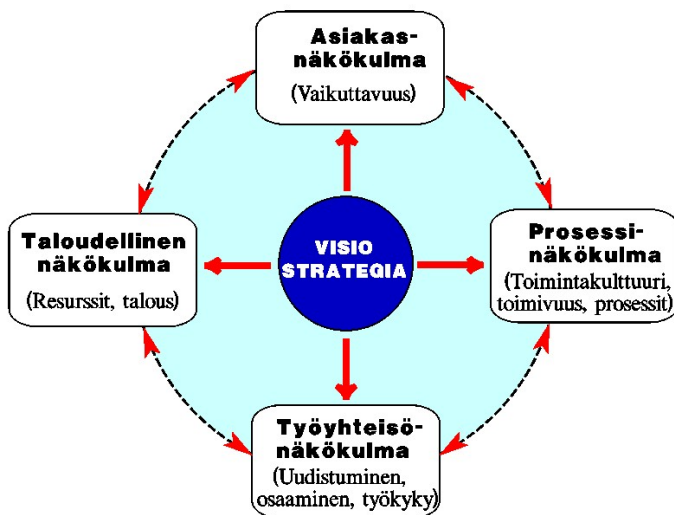 Asiakas-
näkökulma
(Vaikuttavuus)
Taloudellinen
näkökulma
(Resurssit, talous)
VISIO
STRATEGIA
Prosessi-
näkökulma
(Toimintakulttuuri,
toimivuus, prosessit)
Työyhteisö-
näkökulma
(Uudistuminen,
osaaminen, työkyky)